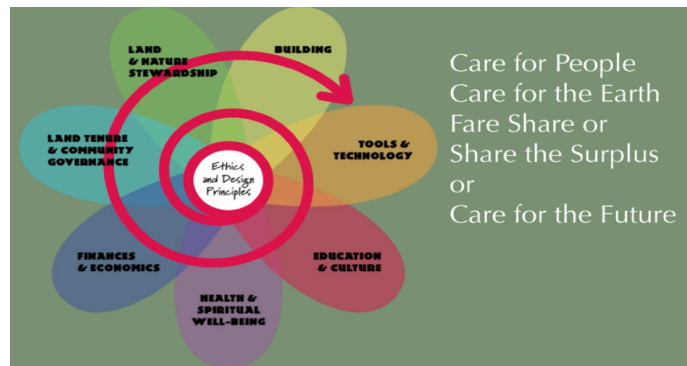 LAND
& NATURE
STEWARDSHIP
BUILDING
TOOLS &
TECHNOLOGY
EDUCATION
& CULTURE
HEALTH &
SPIRITUAL
WELL-BEING
FINANCES
& ECONOMICS
LAND TENURE
& COMMUNITY
GOVERNANCE
Ethics
and Design
Principles
Care for People
Care for the Earth
Fare Share or
Share the Surplus
or
Care for the Future